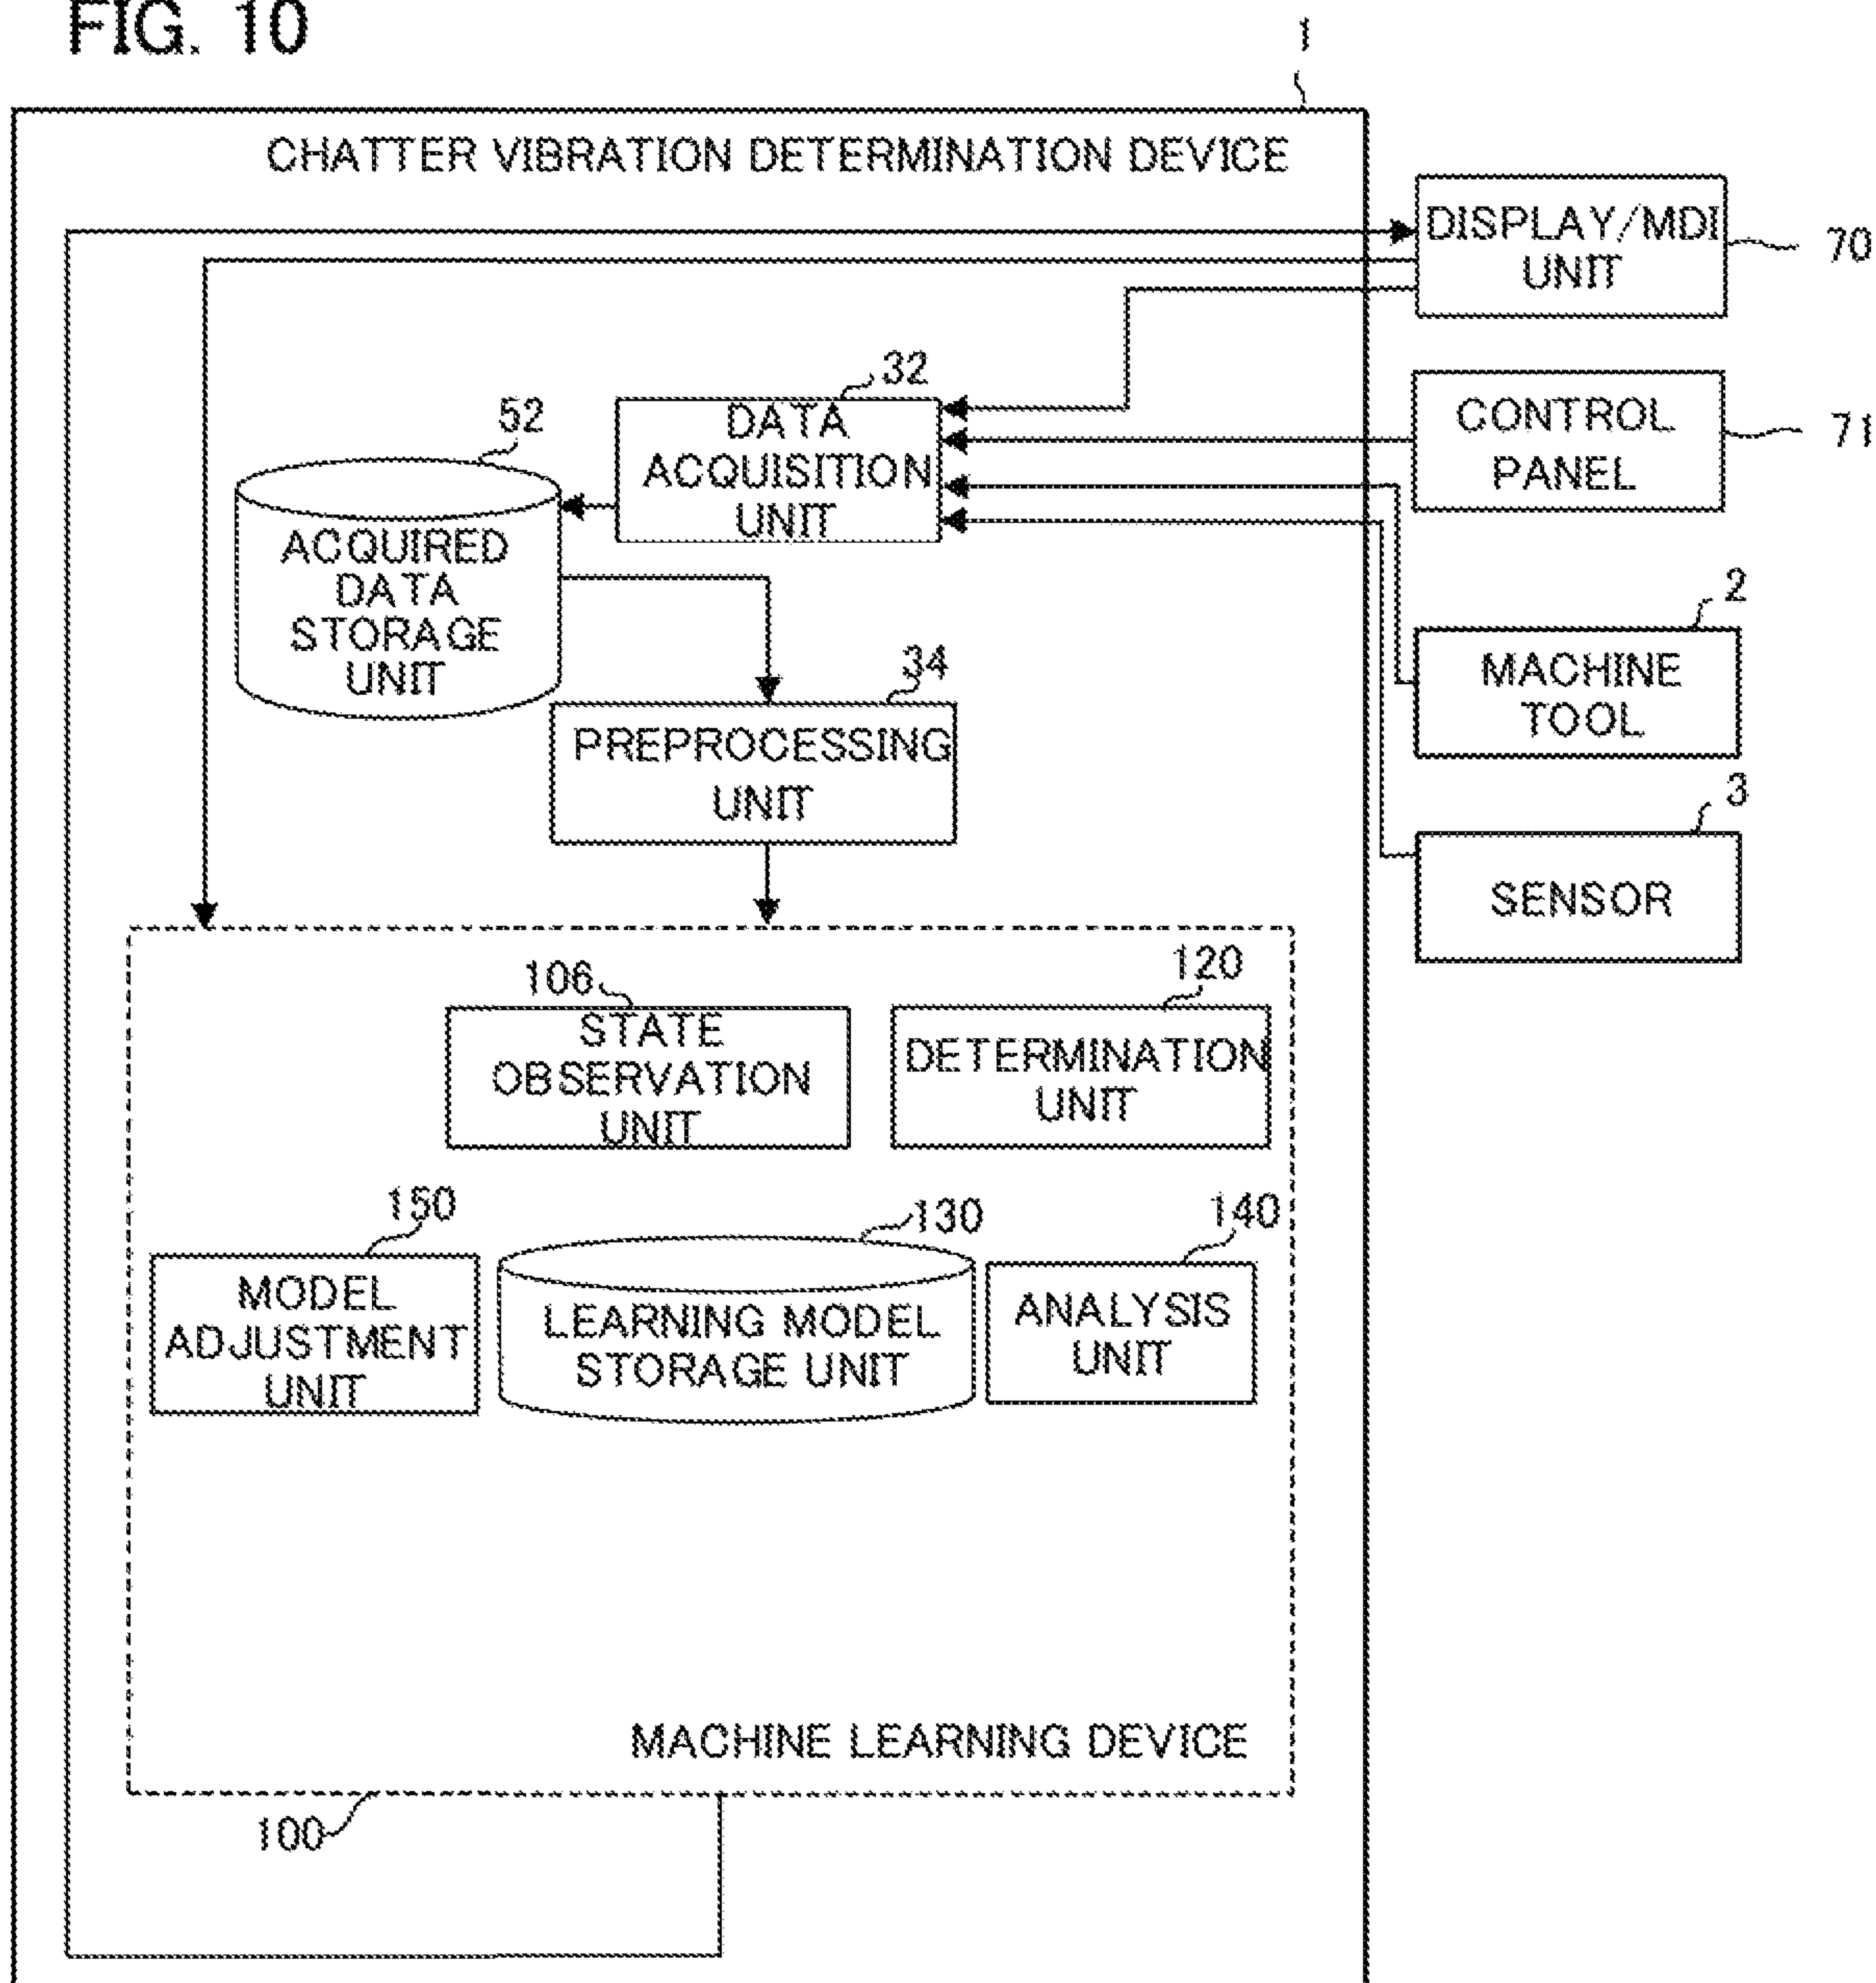 FIG. 10
1
CHATTER VIBRATION DETERMINATION DEVICE
DISPLAY/MDI
UNIT
70
32
DATA
ACQUISITION
UNIT
CONTROL
PANEL
71
52
ACQUIRED
DATA
STORAGE
UNIT
2
MACHINE
TOOL
34
PREPROCESSING
UNIT
3
SENSOR
106
STATE
OBSERVATION
UNIT
120
DETERMINATION
UNIT
150
MODEL
ADJUSTMENT
UNIT
130
LEARNING MODEL
STORAGE UNIT
140
ANALYSIS
UNIT
MACHINE LEARNING DEVICE
100